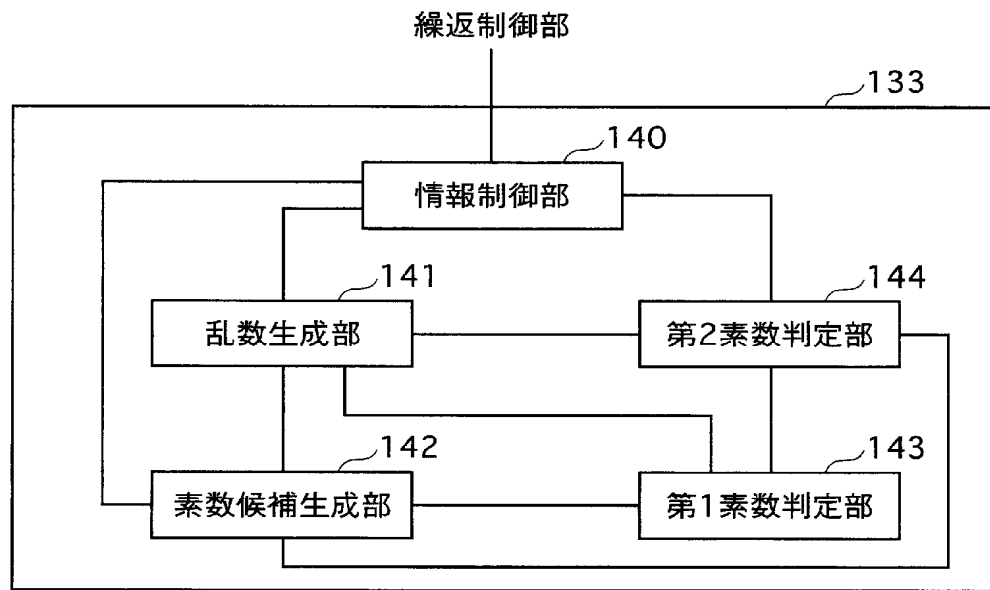 繰返制御部
133
140
情報制御部
141
144
乱数生成部
第2素数判定部
142
143
素数候補生成部
第1素数判定部